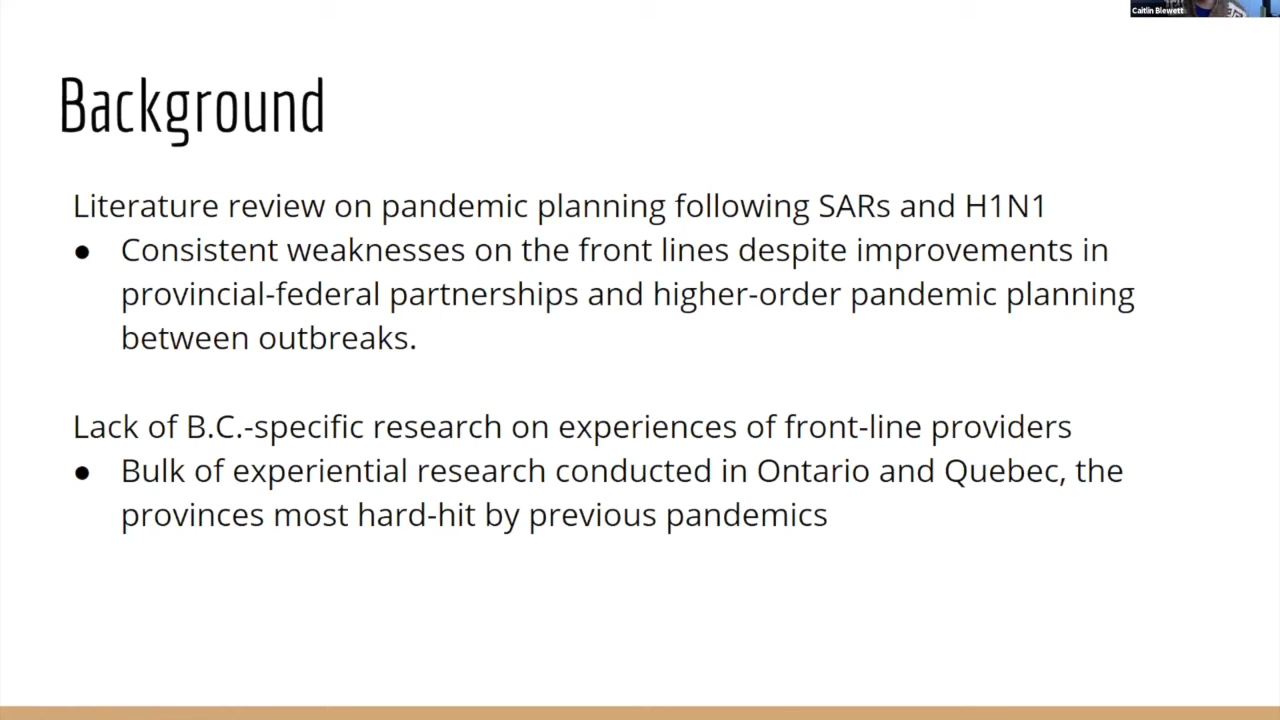 Caitlin Blewett
Background
Literature review on pandemic planning following SARs and H1N1
● Consistent weaknesses on the front lines despite improvements in
provincial-federal partnerships and higher-order pandemic planning
between outbreaks.
Lack of B.C.-specific research on experiences of front-line providers
● Bulk of experiential research conducted in Ontario and Quebec, the
provinces most hard-hit by previous pandemics